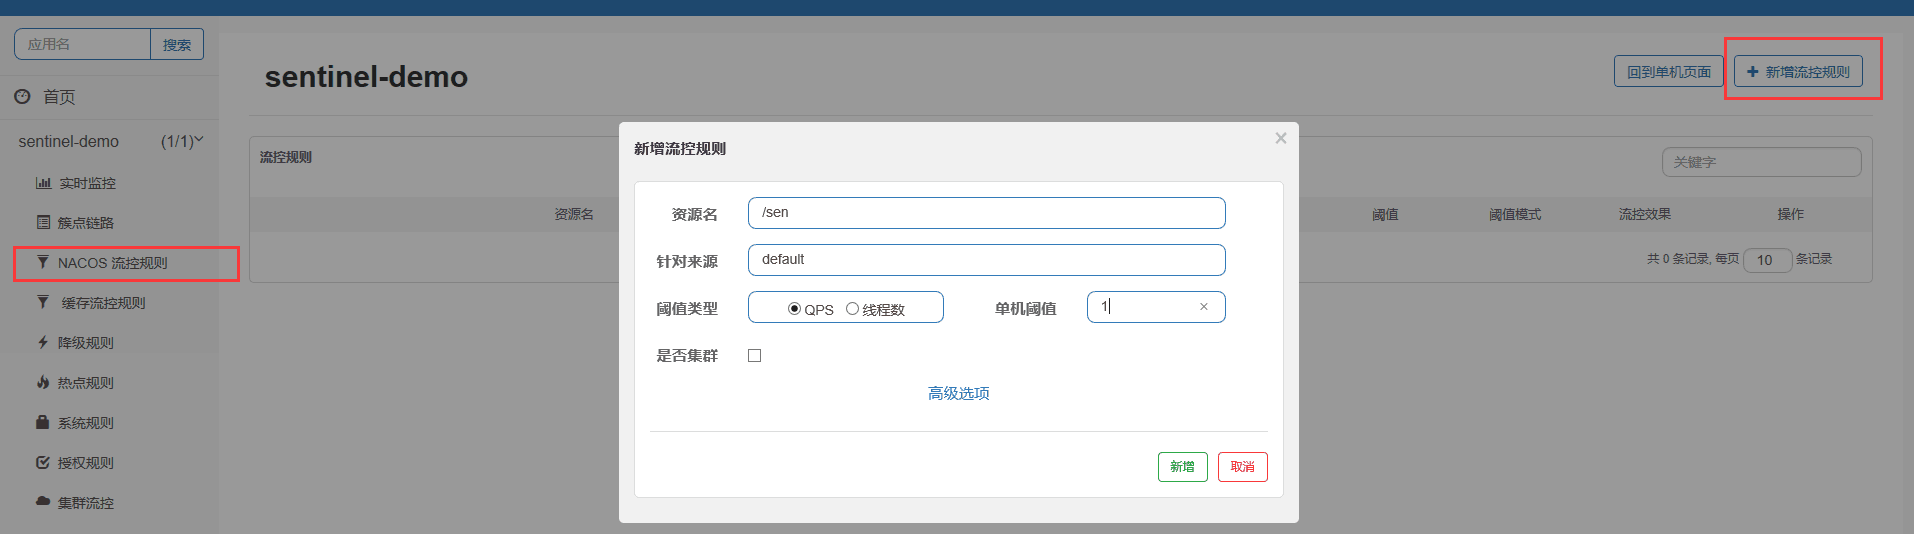 应用名 搜索
首页
sentinel-demo (1/1)
实时监控
簇点链路
NACOS 流控规则
缓存流控规则
降级规则
热点规则
系统规则
授权规则
集群流控
sentinel-demo
回到单机页面 新增流控规则
流控规则
关键字
资源名 阈值 阈值模式 流控效果 操作
共 0 条记录, 每页 10 条记录
新增流控规则
资源名 /sen
针对来源 default
阈值类型 QPS 线程数 单机阈值 1
是否集群
高级选项
新增 取消